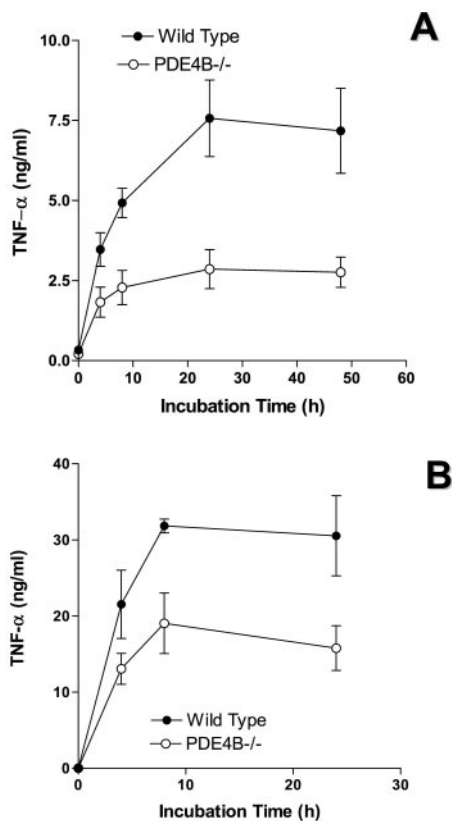 A
Wild Type
PDE4B-/-
10.0
7.5
5.0
2.5
0.0
TNF-α (ng/ml)
0 10 20 30 40 50 60
Incubation Time (h)
B
40
30
20
10
0
TNF-α (ng/ml)
Wild Type
PDE4B-/-
0 10 20 30
Incubation Time (h)